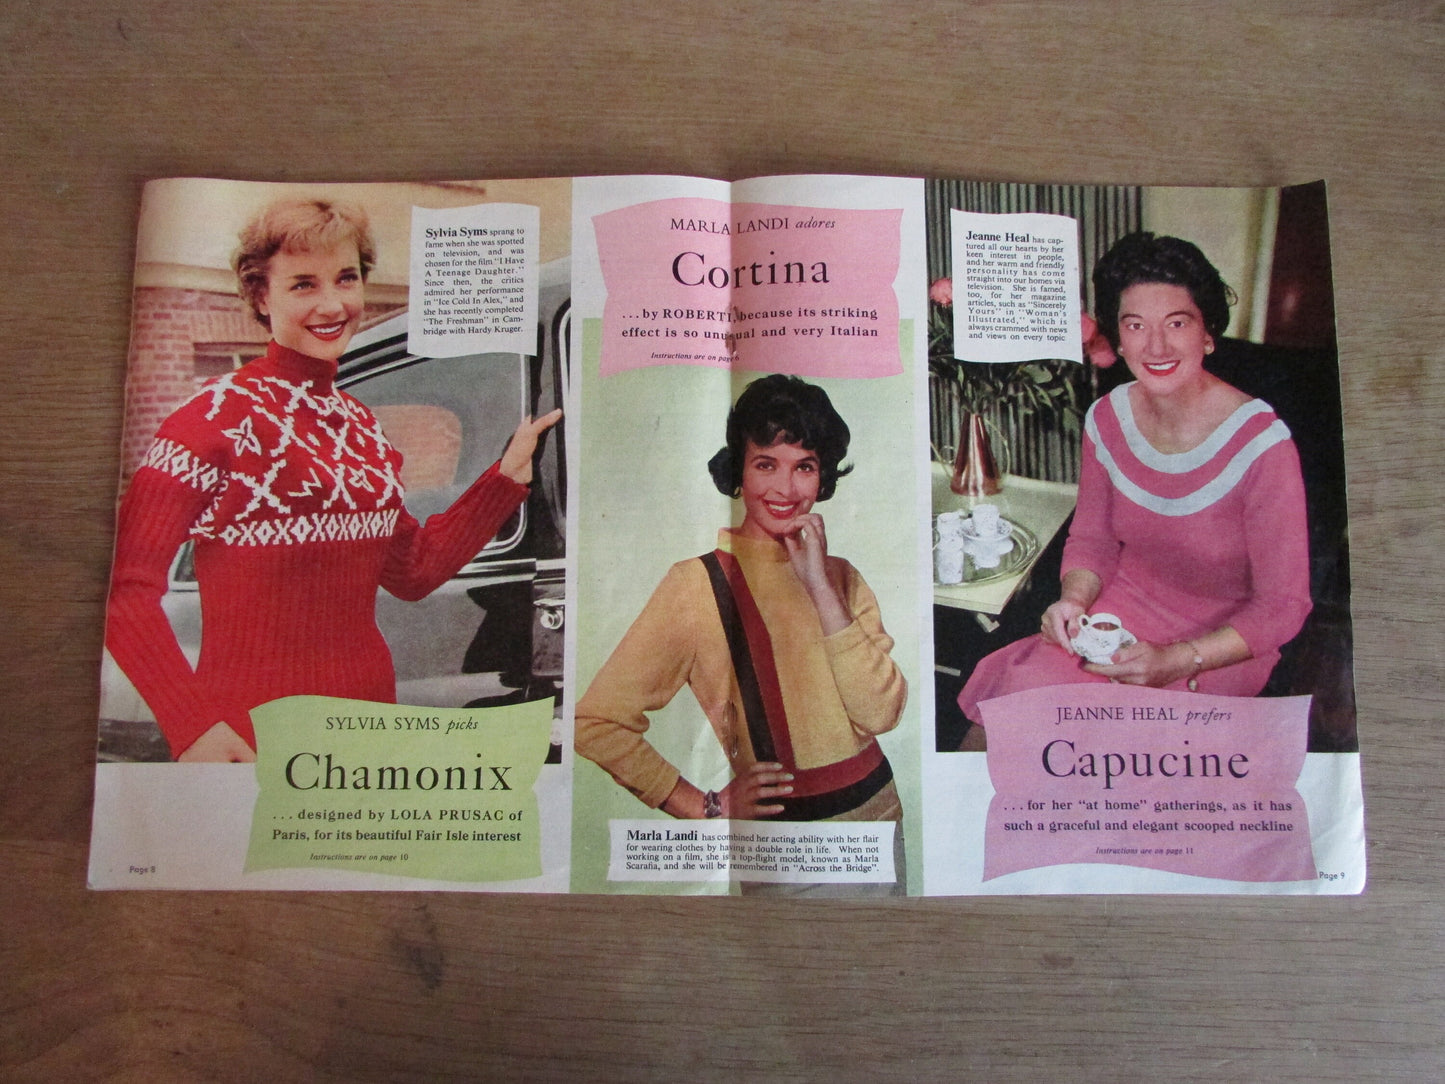 Sylvia Syms sprang to
fame when she was spotted
on television, and was
chosen for the film "I Have
A Teenage Daughter."
Since then, the critics
admired her performance
in "Ice Cold In Alex," and
she has recently completed
"The Freshman" in Cam-
bridge with Hardy Kruger.
SYLVIA SYMS picks
Chamonix
... designed by LOLA PRUSAC of
Paris, for its beautiful Fair Isle interest
Instructions are on page 10
Page 8
MARLA LANDI adores
Cortina
... by ROBERTI, because its striking
effect is so unusual and very Italian
Instructions are on page 6
Marla Landi has combined her acting ability with her flair
for wearing clothes by having a double role in life. When not
working on a film, she is a top-flight model, known as Marla
Scarafia, and she will be remembered in "Across the Bridge".
Jeanne Heal has cap-
tured all our hearts by her
keen interest in people,
and her warm and friendly
personality has come
straight into our homes via
television. She is famed,
too, for her magazine
articles, such as "Sincerely
Yours" in "Woman's
Illustrated," which is
always crammed with news
and views on every topic
JEANNE HEAL prefers
Capucine
... for her "at home" gatherings, as it has
such a graceful and elegant scooped neckline
Instructions are on page 11
Page 9